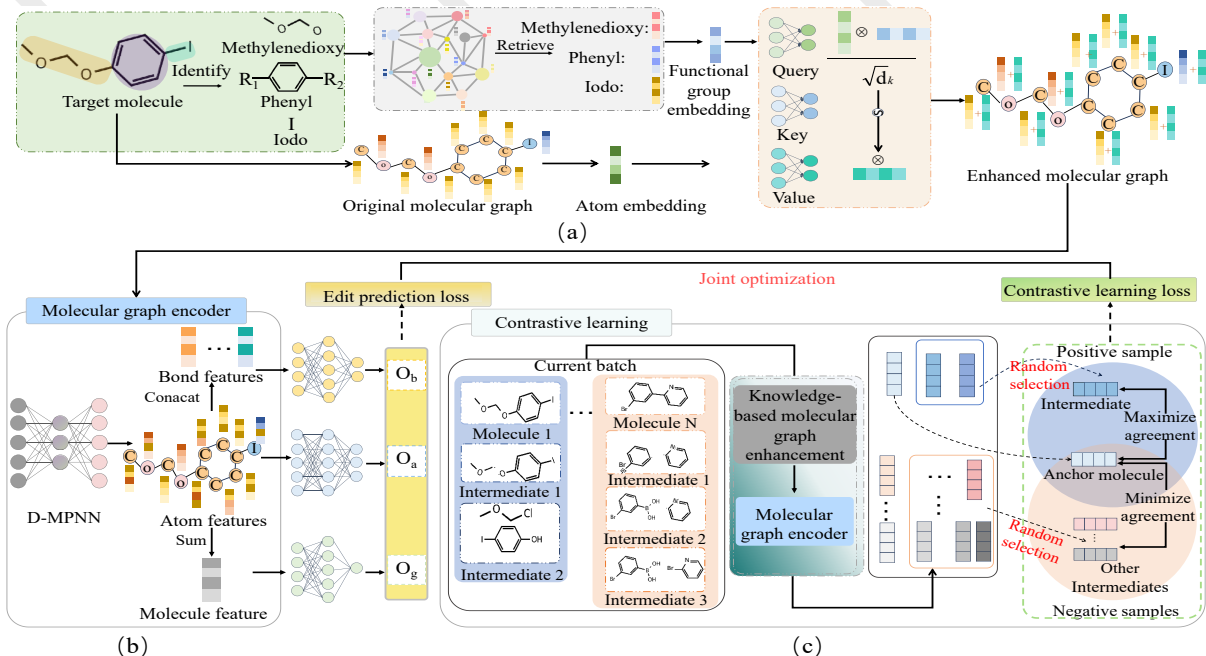 Target molecule
Identify
Methylenedioxy
R1
R2
Phenyl
I
Iodo
Retrieve
Methylenedioxy:
Phenyl:
Iodo:
Functional
group
embedding
Query
Key
Value
√dk
S
Original molecular graph
Atom embedding
Enhanced molecular graph
(a)
Joint optimization
Molecular graph encoder
Edit prediction loss
Contrastive learning loss
Bond features
Conacat
D-MPNN
Atom features
Sum
Molecule feature
Ob
Oa
Og
(b)
Contrastive learning
Current batch
Molecule 1
Intermediate 1
Intermediate 2
Molecule N
Intermediate 1
Intermediate 2
Intermediate 3
Knowledge-
based molecular
graph
enhancement
Molecular
graph encoder
Random
selection
Random
selection
Positive sample
Intermediate
Maximize
agreement
Anchor molecule
Minimize
agreement
Other
Intermediates
Negative samples
(c)